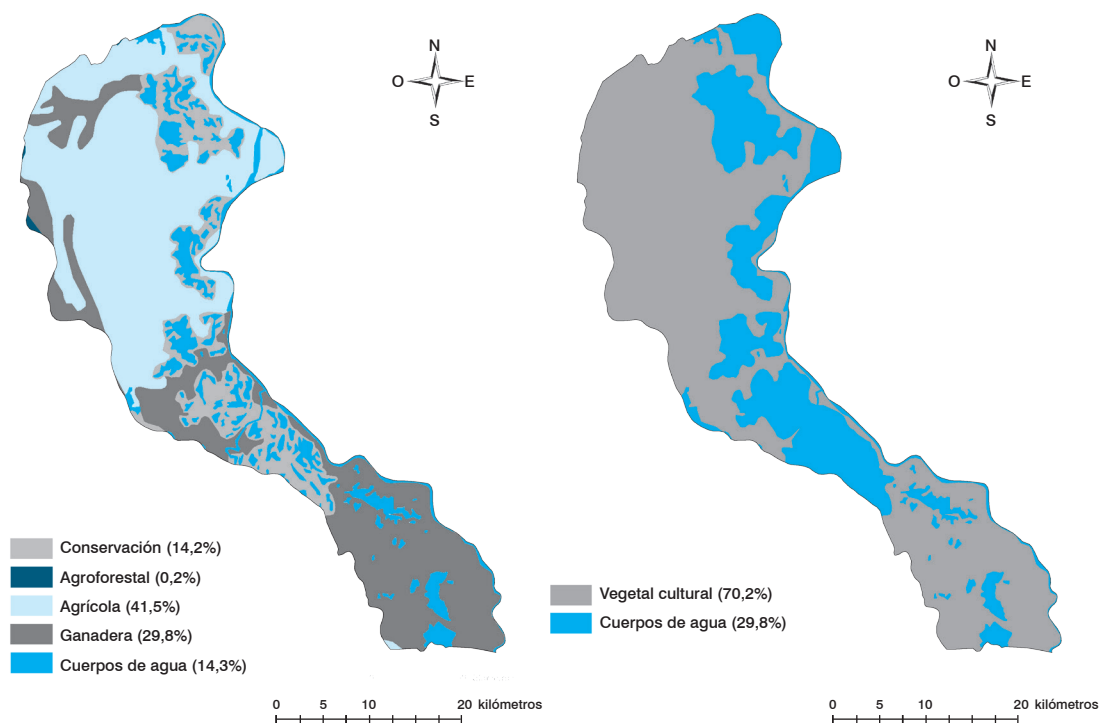 N
O E
S
Conservación (14,2%)
Agroforestal (0,2%)
Agrícola (41,5%)
Ganadera (29,8%)
Cuerpos de agua (14,3%)
0 5 10 20 kilómetros
N
O E
S
Vegetal cultural (70,2%)
Cuerpos de agua (29,8%)
0 5 10 20 kilómetros